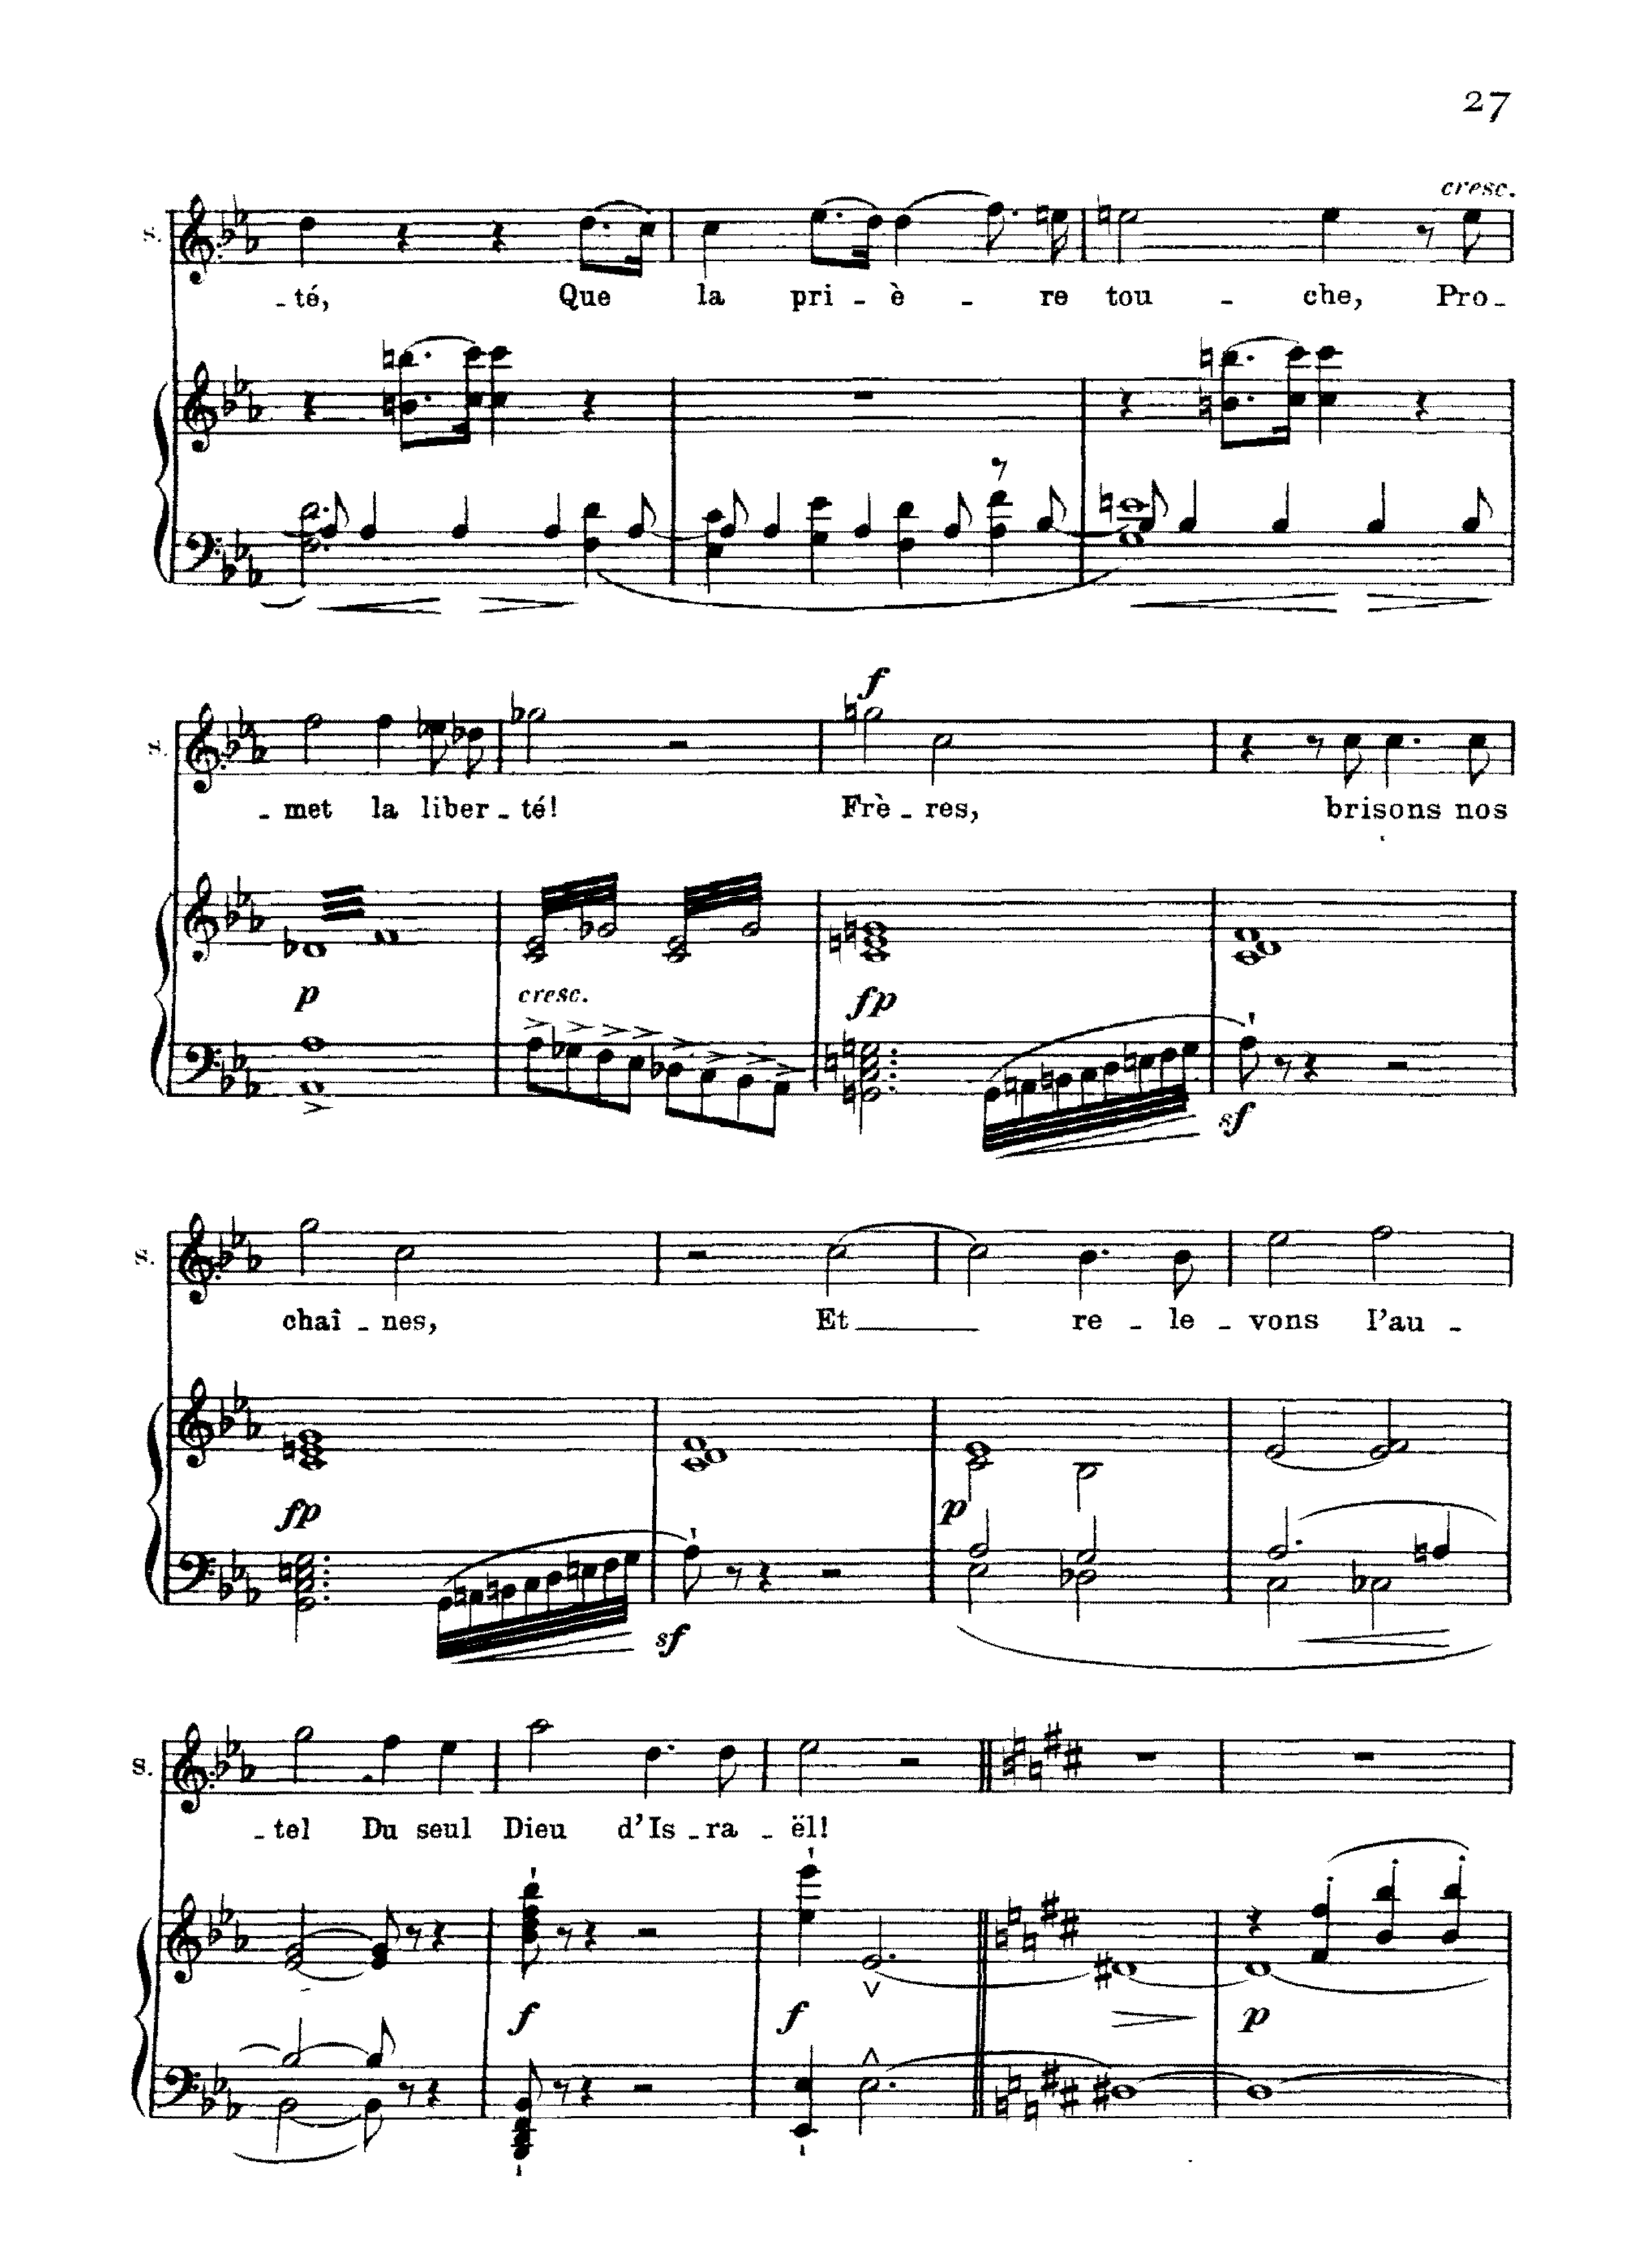 27
cresc.
s.
- té, Que la pri - è - re tou - che, Pro -
f
s.
- met la liber - té! Frè - res, brisons nos
p cresc. fp
sf
s.
chaî - nes, Et re - le - vons l'au -
fp p
sf
s.
- tel Du seul Dieu d'Is - ra - ël!
f f p